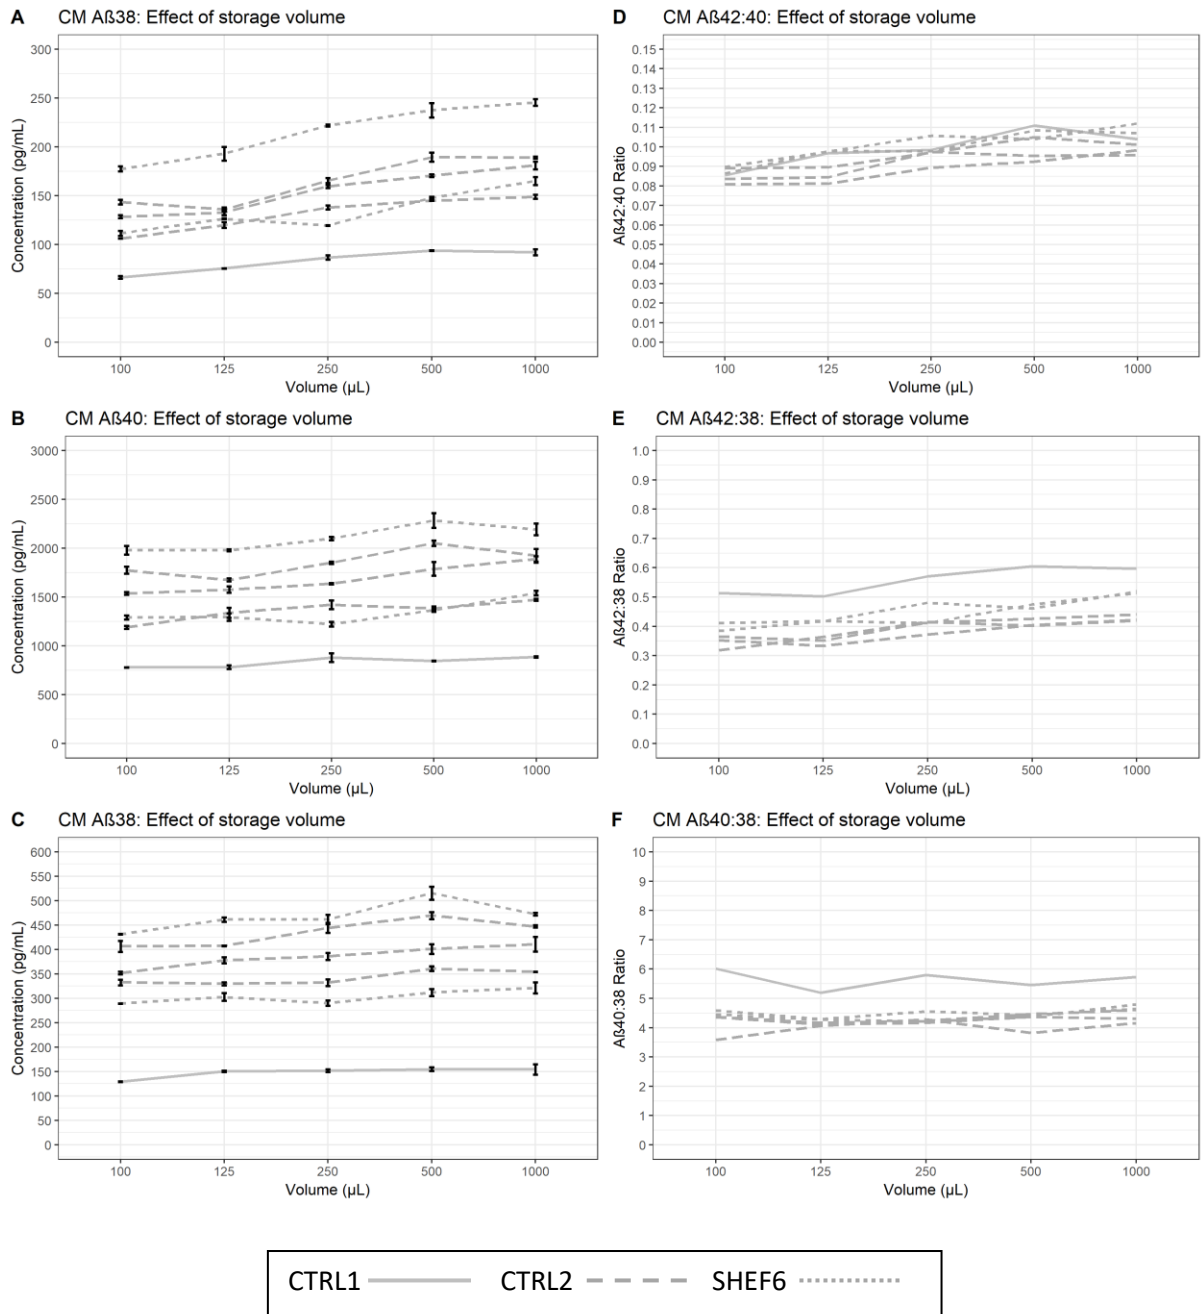 A CM Aß38: Effect of storage volume
300
250
200
150
100
50
0
Concentration (pg/mL)
100 125 250 500 1000
Volume (µL)
D CM Aß42:40: Effect of storage volume
0.15
0.14
0.13
0.12
0.11
0.10
0.09
0.08
0.07
0.06
0.05
0.04
0.03
0.02
0.01
0.00
Aß42:40 Ratio
100 125 250 500 1000
Volume (µL)
B CM Aß40: Effect of storage volume
3000
2500
2000
1500
1000
500
0
Concentration (pg/mL)
100 125 250 500 1000
Volume (µL)
E CM Aß42:38: Effect of storage volume
1.0
0.9
0.8
0.7
0.6
0.5
0.4
0.3
0.2
0.1
0.0
Aß42:38 Ratio
100 125 250 500 1000
Volume (µL)
C CM Aß38: Effect of storage volume
600
550
500
450
400
350
300
250
200
150
100
50
0
Concentration (pg/mL)
100 125 250 500 1000
Volume (µL)
F CM Aß40:38: Effect of storage volume
10
9
8
7
6
5
4
3
2
1
0
Aß40:38 Ratio
100 125 250 500 1000
Volume (µL)
CTRL1 CTRL2 SHEF6